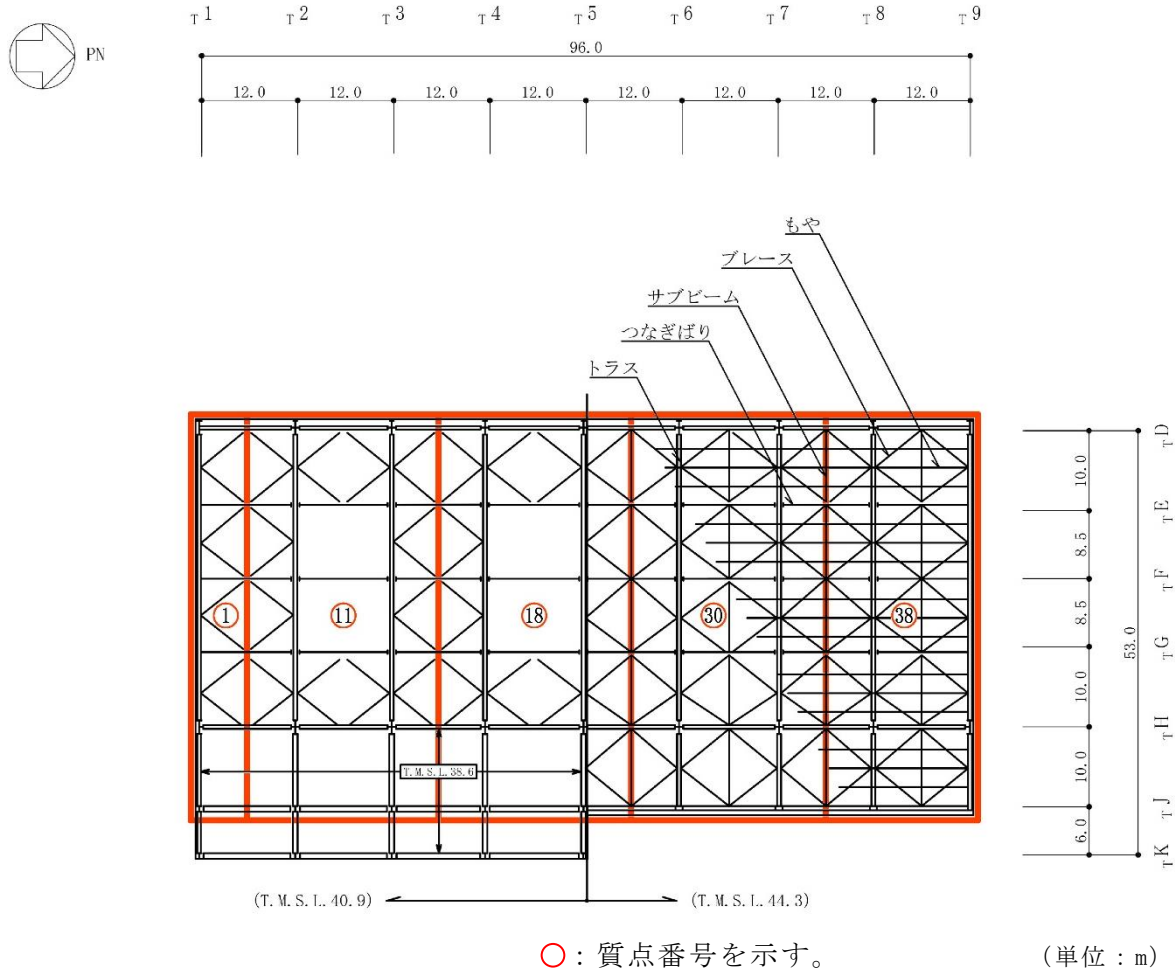 T1 T2 T3 T4 T5 T6 T7 T8 T9
PN
96.0
12.0 12.0 12.0 12.0 12.0 12.0 12.0 12.0
もや
ブレース
サブビーム
つなぎばり
トラス
TD
10.0
TE
8.5
TF
8.5
53.0
TG
10.0
TH
10.0
TJ
6.0
TK
1 11 18 30 38
T.M.S.L.38.6
(T.M.S.L.40.9) (T.M.S.L.44.3)
○:質点番号を示す。 (単位:m)